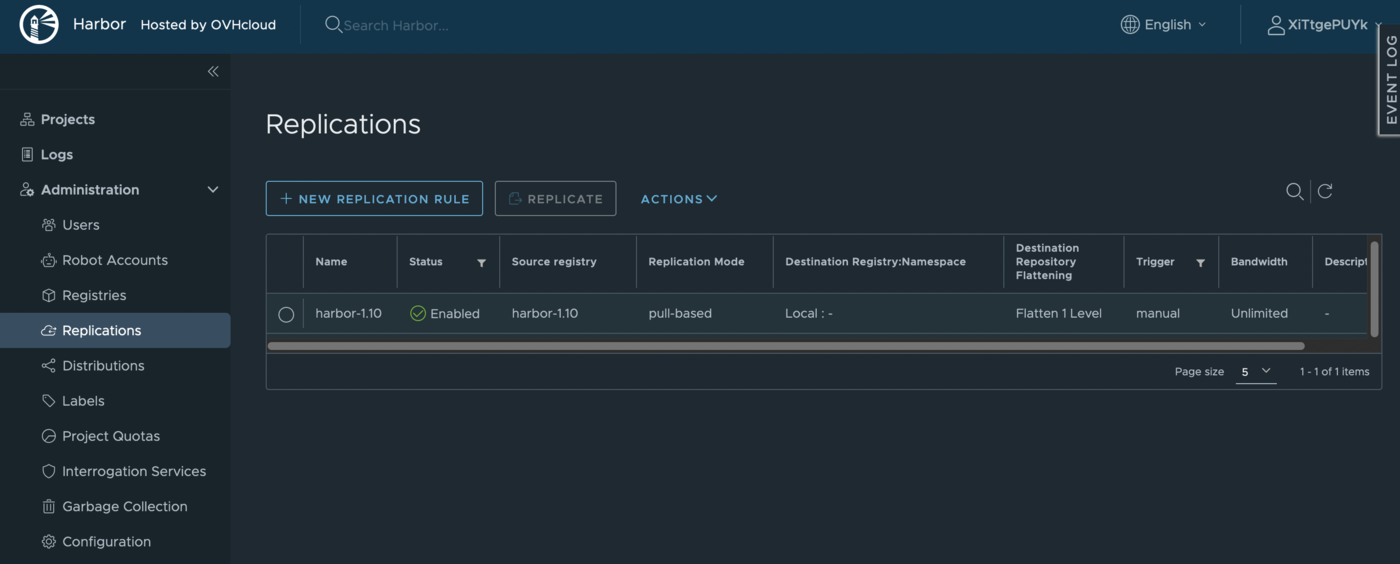 Harbor Hosted by OVHcloud Search Harbor... English XiTtgePUYk
EVENT LOG
Projects
Logs
Administration
Users
Robot Accounts
Registries
Replications
Distributions
Labels
Project Quotas
Interrogation Services
Garbage Collection
Configuration
Replications
+ NEW REPLICATION RULE REPLICATE ACTIONS
Name Status Source registry Replication Mode Destination Registry:Namespace Destination Repository Flattening Trigger Bandwidth Descript
harbor-1.10 Enabled harbor-1.10 pull-based Local : - Flatten 1 Level manual Unlimited -
Page size 5 1 - 1 of 1 items